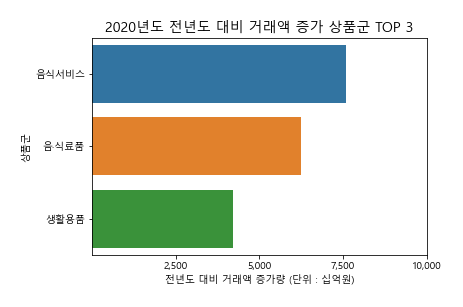 2020년도 전년도 대비 거래액 증가 상품군 TOP 3
음식서비스
음·식료품
생활용품
상품군
2,500
5,000
7,500
10,000
전년도 대비 거래액 증가량 (단위 : 십억원)